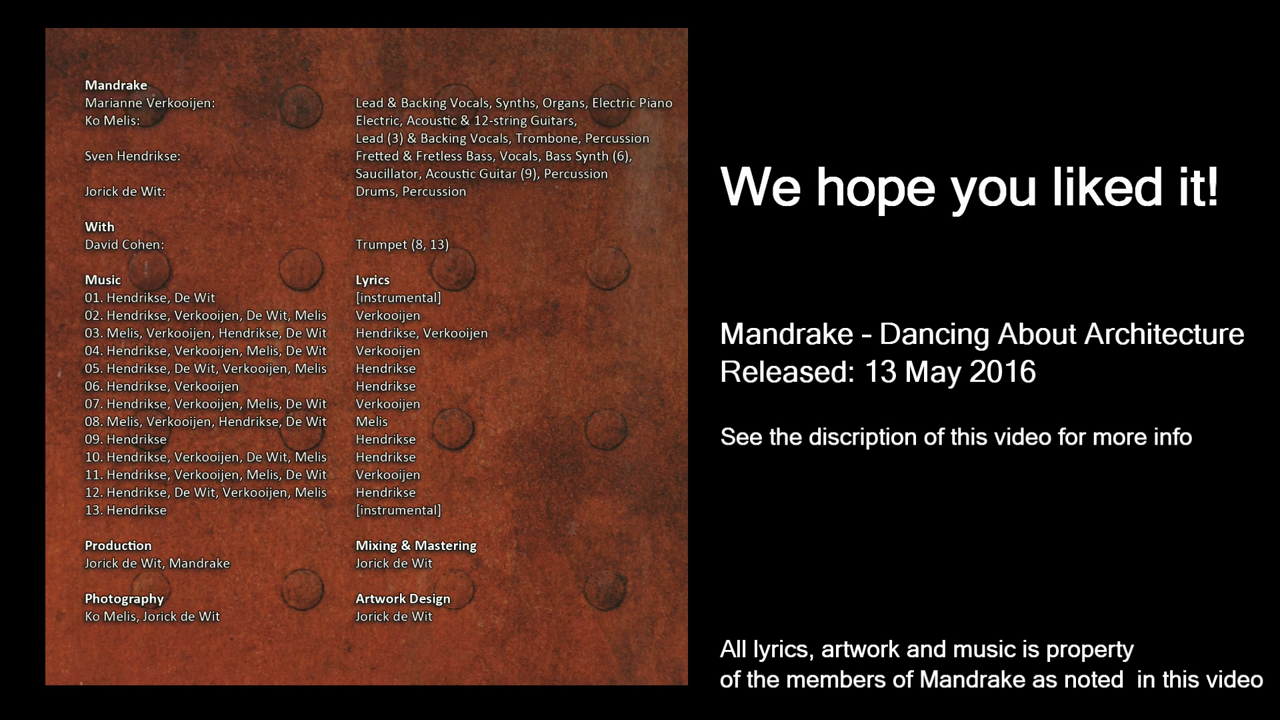 Mandrake
Marianne Verkooijen: Lead & Backing Vocals, Synths, Organs, Electric Piano
Ko Melis: Electric, Acoustic & 12-string Guitars,
Lead (3) & Backing Vocals, Trombone, Percussion
Sven Hendrikse: Fretted & Fretless Bass, Vocals, Bass Synth (6),
Saucillator, Acoustic Guitar (9), Percussion
Jorick de Wit: Drums, Percussion
With
David Cohen: Trumpet (8, 13)
Music Lyrics
01. Hendrikse, De Wit [instrumental]
02. Hendrikse, Verkooijen, De Wit, Melis Verkooijen
03. Melis, Verkooijen, Hendrikse, De Wit Hendrikse, Verkooijen
04. Hendrikse, Verkooijen, Melis, De Wit Verkooijen
05. Hendrikse, De Wit, Verkooijen, Melis Hendrikse
06. Hendrikse, Verkooijen Hendrikse
07. Hendrikse, Verkooijen, Melis, De Wit Verkooijen
08. Melis, Verkooijen, Hendrikse, De Wit Melis
09. Hendrikse Hendrikse
10. Hendrikse, Verkooijen, De Wit, Melis Hendrikse
11. Hendrikse, Verkooijen, Melis, De Wit Verkooijen
12. Hendrikse, De Wit, Verkooijen, Melis Hendrikse
13. Hendrikse [instrumental]
Production Mixing & Mastering
Jorick de Wit, Mandrake Jorick de Wit
Photography Artwork Design
Ko Melis, Jorick de Wit Jorick de Wit
We hope you liked it!
Mandrake - Dancing About Architecture
Released: 13 May 2016
See the discription of this video for more info
All lyrics, artwork and music is property
of the members of Mandrake as noted in this video